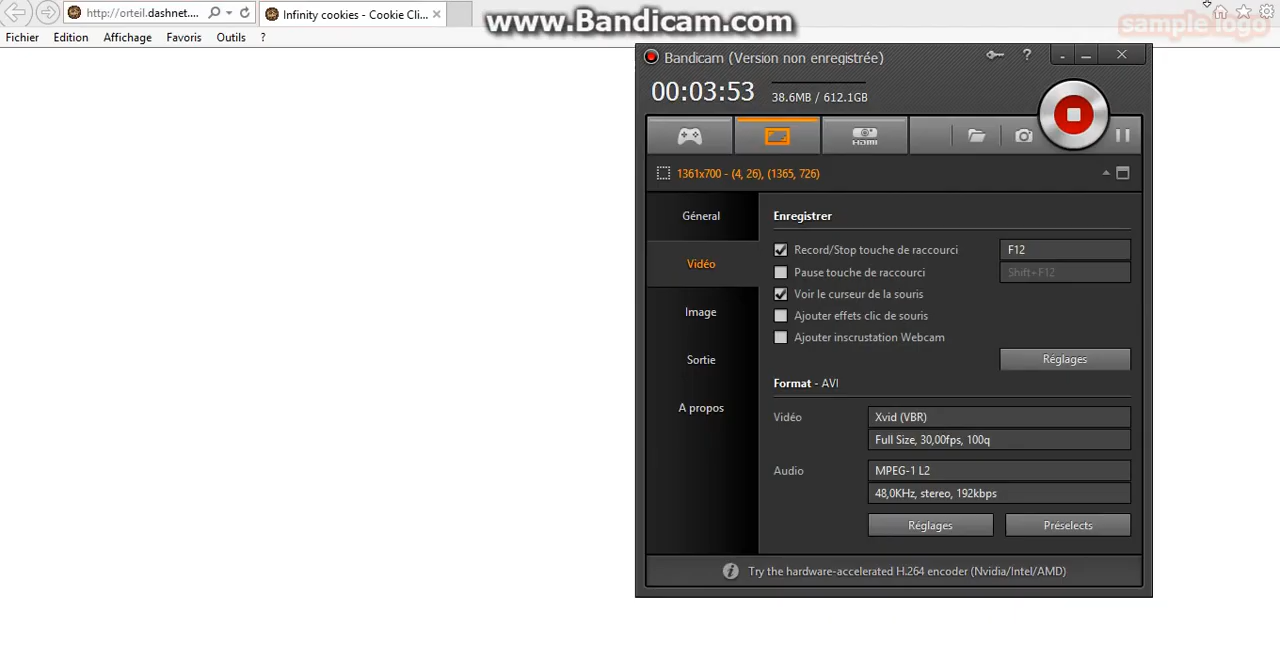 http://orteil.dashnet....
Infinity cookies - Cookie Cli...
www.Bandicam.com
sample logo
Fichier Edition Affichage Favoris Outils ?
Bandicam (Version non enregistrée)
?
00:03:53
38.6MB / 612.1GB
HDMI
1361x700 - (4, 26), (1365, 726)
Géneral
Vidéo
Image
Sortie
A propos
Enregistrer
Record/Stop touche de raccourci F12
Pause touche de raccourci Shift+F12
Voir le curseur de la souris
Ajouter effets clic de souris
Ajouter inscrustation Webcam
Réglages
Format - AVI
Vidéo Xvid (VBR)
Full Size, 30,00fps, 100q
Audio MPEG-1 L2
48,0KHz, stereo, 192kbps
Réglages Préselects
Try the hardware-accelerated H.264 encoder (Nvidia/Intel/AMD)